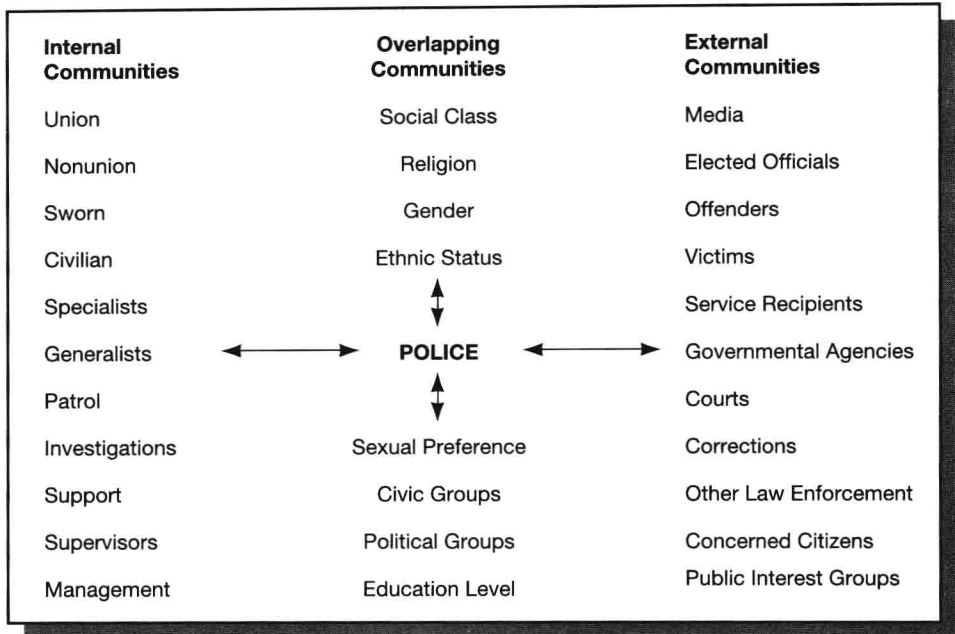 Internal
Communities
Union
Nonunion
Sworn
Civilian
Specialists
Generalists
Patrol
Investigations
Support
Supervisors
Management
Overlapping
Communities
Social Class
Religion
Gender
Ethnic Status
POLICE
Sexual Preference
Civic Groups
Political Groups
Education Level
External
Communities
Media
Elected Officials
Offenders
Victims
Service Recipients
Governmental Agencies
Courts
Corrections
Other Law Enforcement
Concerned Citizens
Public Interest Groups